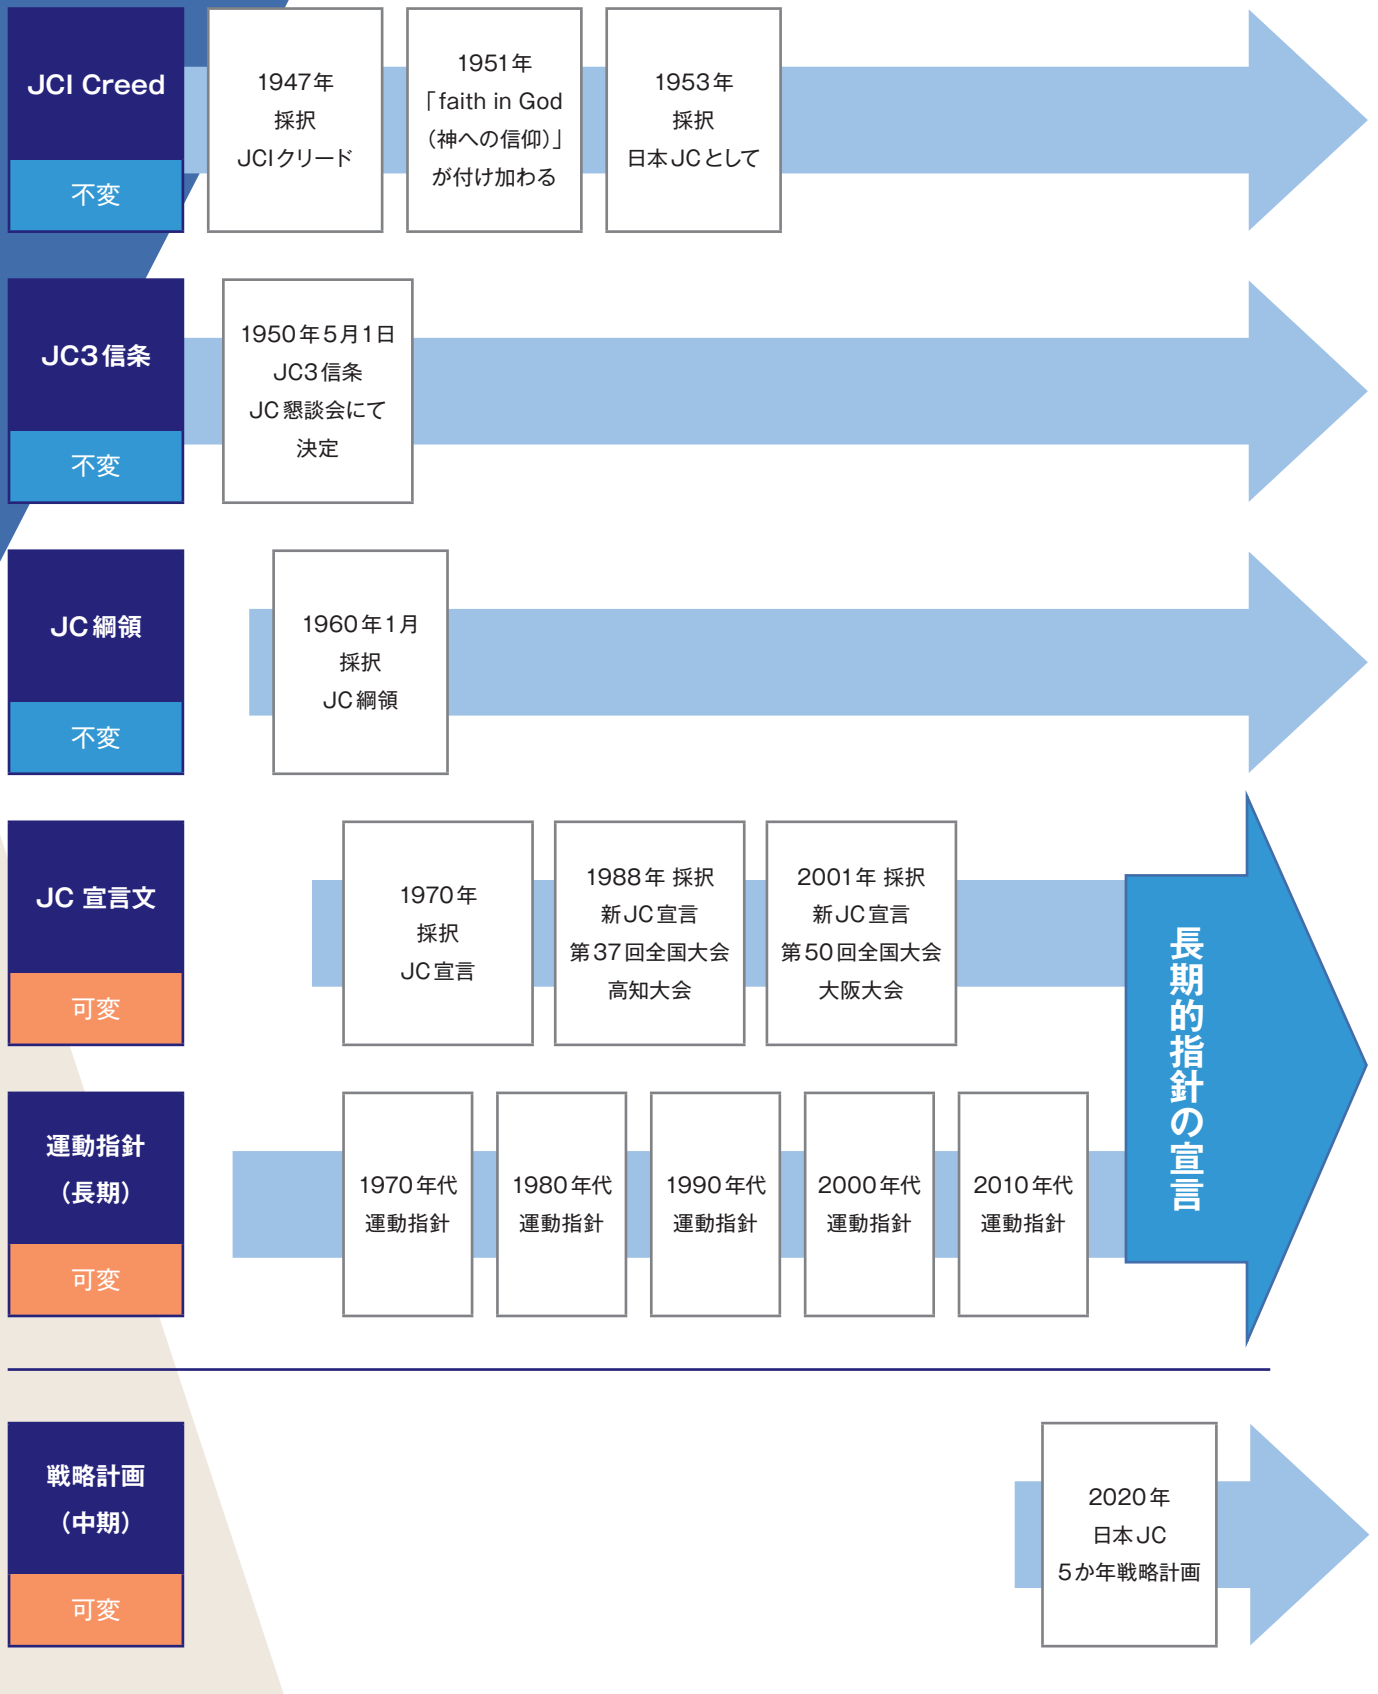 JCI Creed
不変
1947年
採択
JCIクリード
1951年
「faith in God
（神への信仰）」
が付け加わる
1953年
採択
日本JCとして
JC3信条
不変
1950年5月1日
JC3信条
JC懇談会にて
決定
JC綱領
不変
1960年1月
採択
JC綱領
JC 宣言文
可変
1970年
採択
JC宣言
1988年 採択
新JC宣言
第37回全国大会
高知大会
2001年 採択
新JC宣言
第50回全国大会
大阪大会
長期的指針の宣言
運動指針
（長期）
可変
1970年代
運動指針
1980年代
運動指針
1990年代
運動指針
2000年代
運動指針
2010年代
運動指針
戦略計画
（中期）
可変
2020年
日本JC
5か年戦略計画